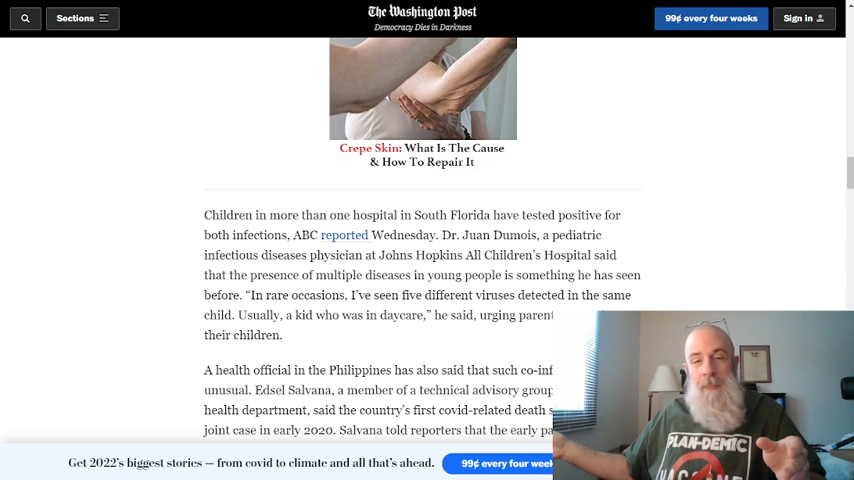 The Washington Post
Democracy Dies in Darkness
Sections
99¢ every four weeks
Sign in
Crepe Skin: What Is The Cause
& How To Repair It
Children in more than one hospital in South Florida have tested positive for
both infections, ABC reported Wednesday. Dr. Juan Dumois, a pediatric
infectious diseases physician at Johns Hopkins All Children's Hospital said
that the presence of multiple diseases in young people is something he has seen
before. “In rare occasions, I've seen five different viruses detected in the same
child. Usually, a kid who was in daycare,” he said, urging parent
their children.
A health official in the Philippines has also said that such co-inf
unusual. Edsel Salvana, a member of a technical advisory group
health department, said the country's first covid-related death
joint case in early 2020. Salvana told reporters that the early pa
Get 2022's biggest stories — from covid to climate and all that's ahead.
99¢ every four week
PLAN-DEMIC